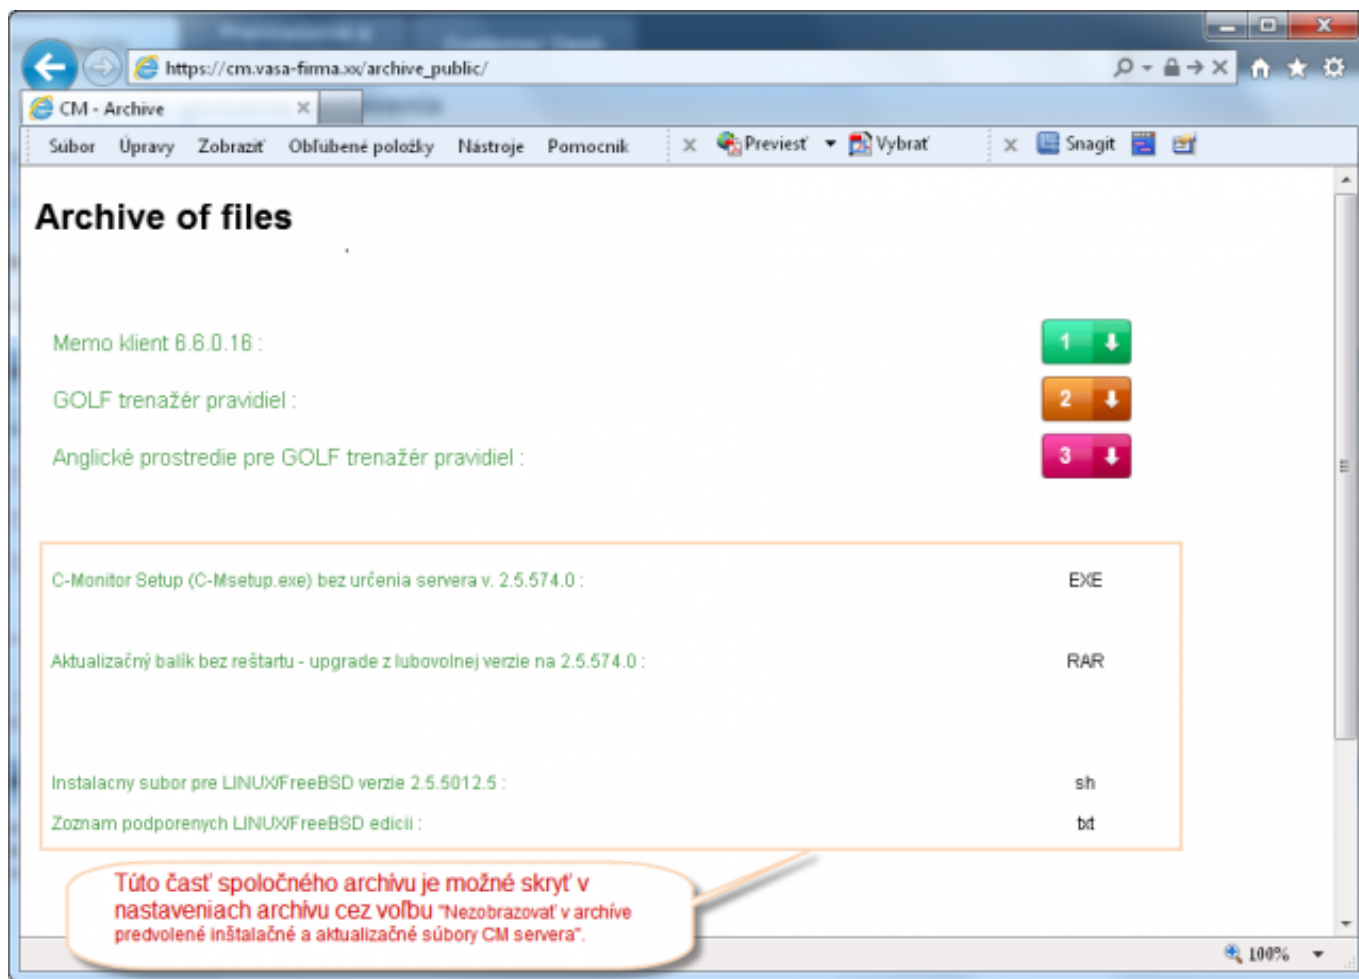 https://cm.vasa-firma.xx/archive_public/
CM - Archive
Súbor Úpravy Zobraziť Obľúbené položky Nástroje Pomocník x Previesť Vybrať x Snagit
Archive of files
Memo klient 6.6.0.16 : 1
GOLF trenažér pravidiel : 2
Anglické prostredie pre GOLF trenažér pravidiel : 3
C-Monitor Setup (C-Msetup.exe) bez určenia servera v. 2.5.574.0 : EXE
Aktualizačný balík bez reštartu - upgrade z lubovolnej verzie na 2.5.574.0 : RAR
Instalacny subor pre LINUX/FreeBSD verzie 2.5.5012.5 : sh
Zoznam podporenych LINUX/FreeBSD edicii : txt
Túto časť spoločného archívu je možné skryť v
nastaveniach archívu cez voľbu "Nezobrazovať v archíve
predvolené inštalačné a aktualizačné súbory CM servera".
100%